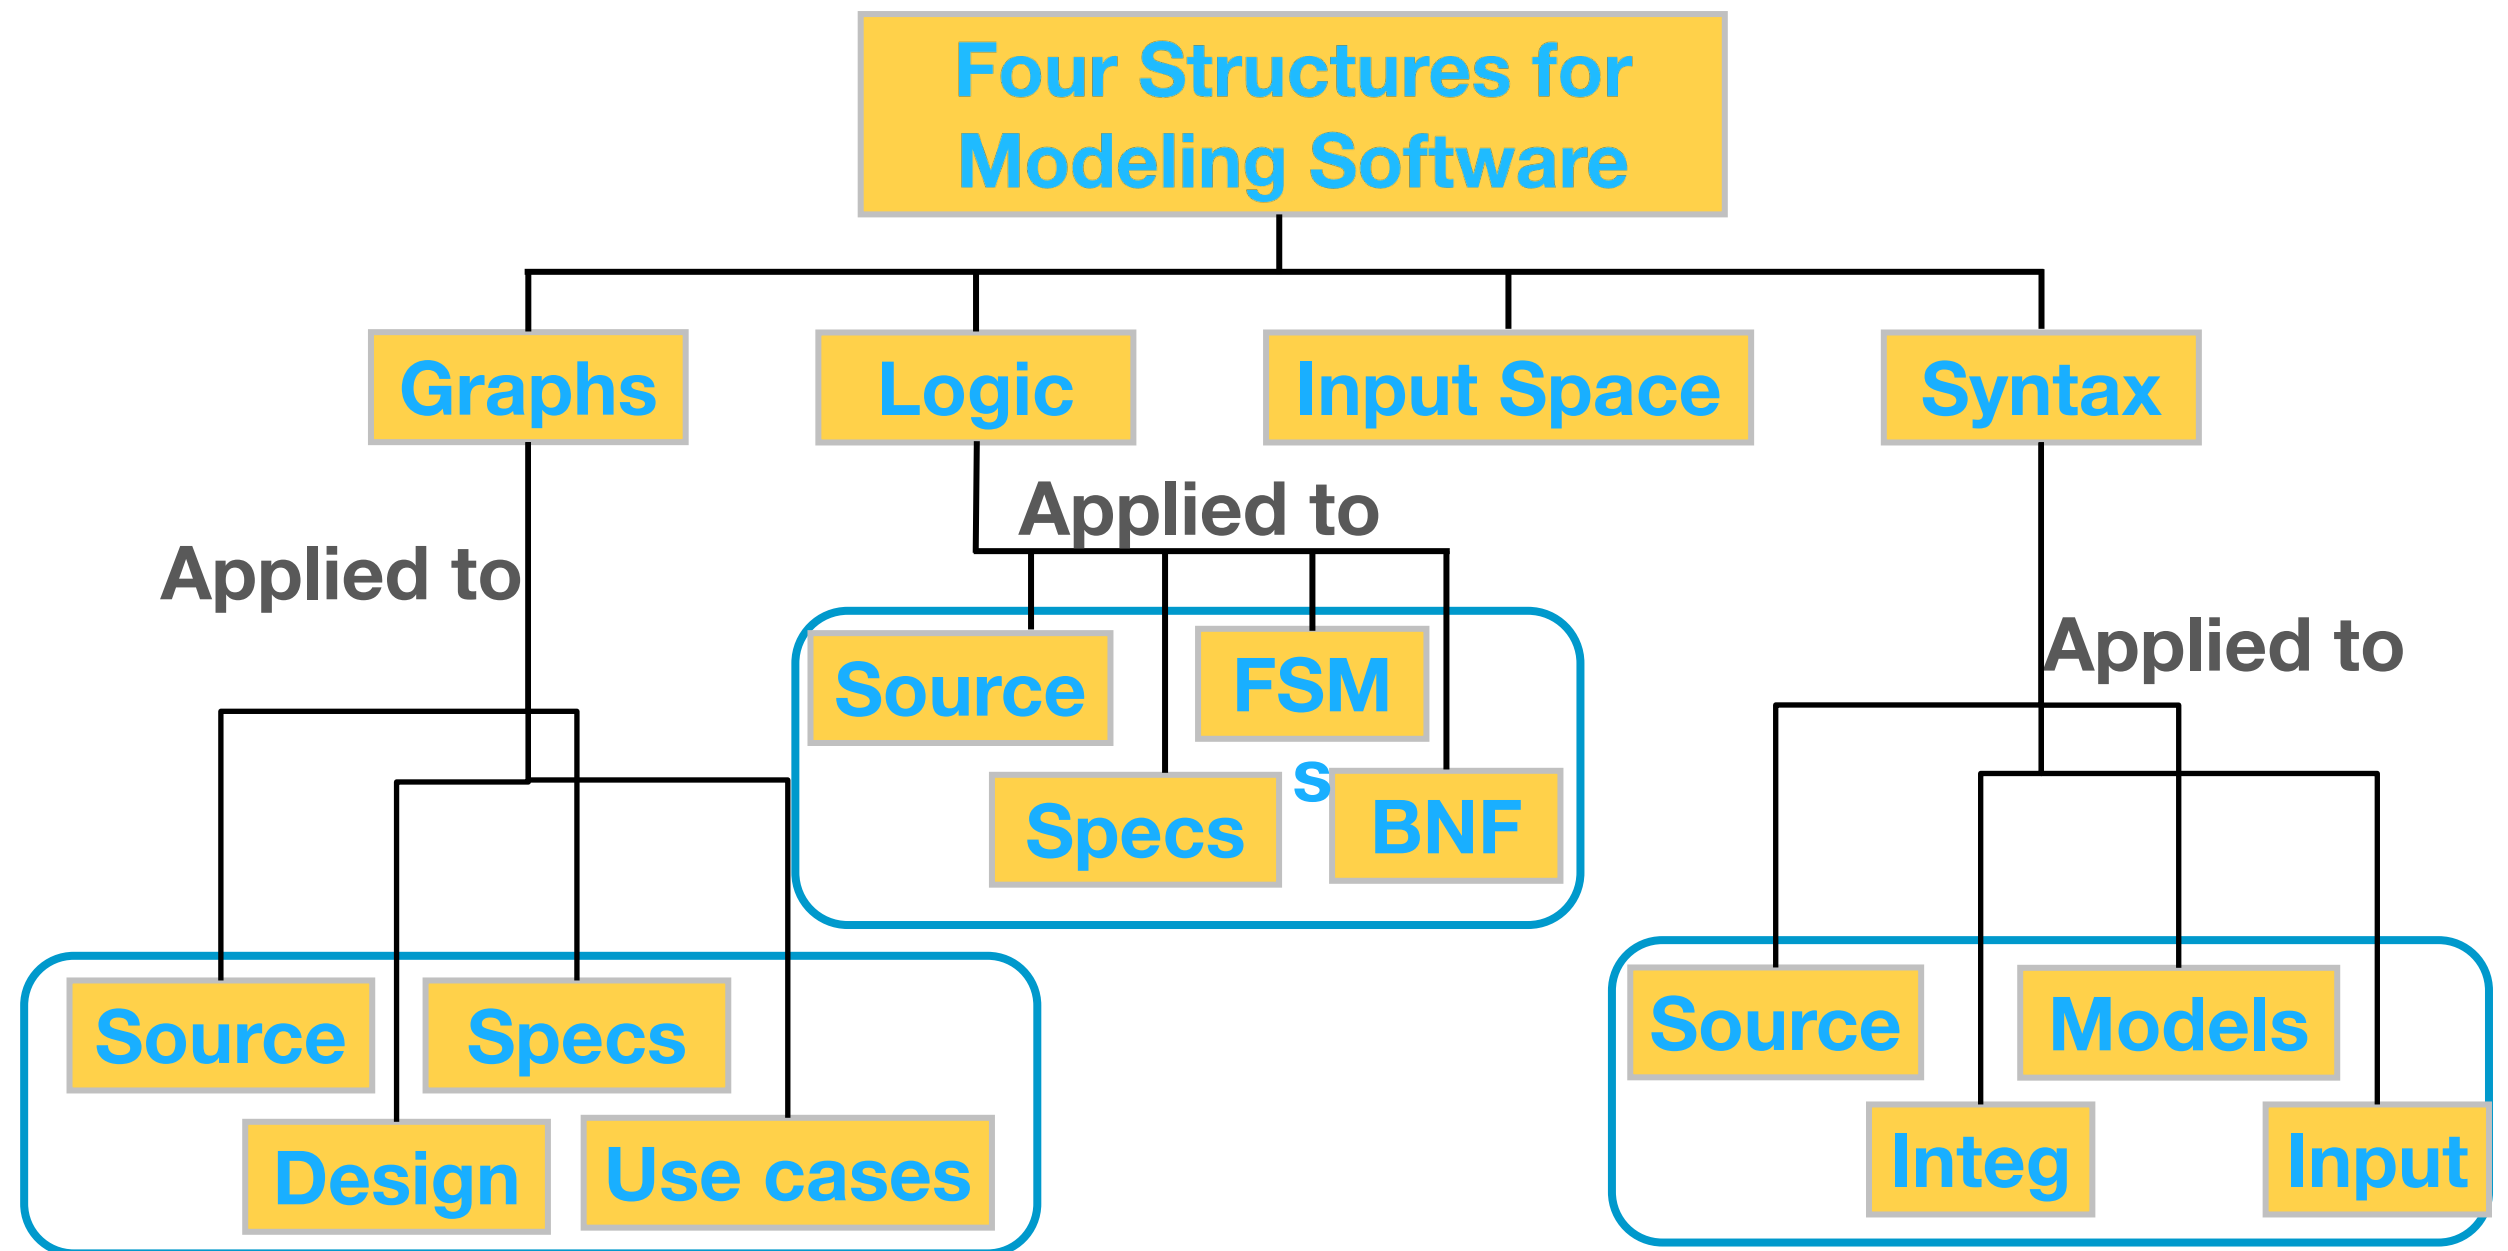 Four Structures for
Modeling Software
Graphs
Logic
Input Space
Syntax
Applied to
Applied to
Applied to
Source
FSM
s
Specs
BNF
Source
Specs
Design
Use cases
Source
Models
Integ
Input